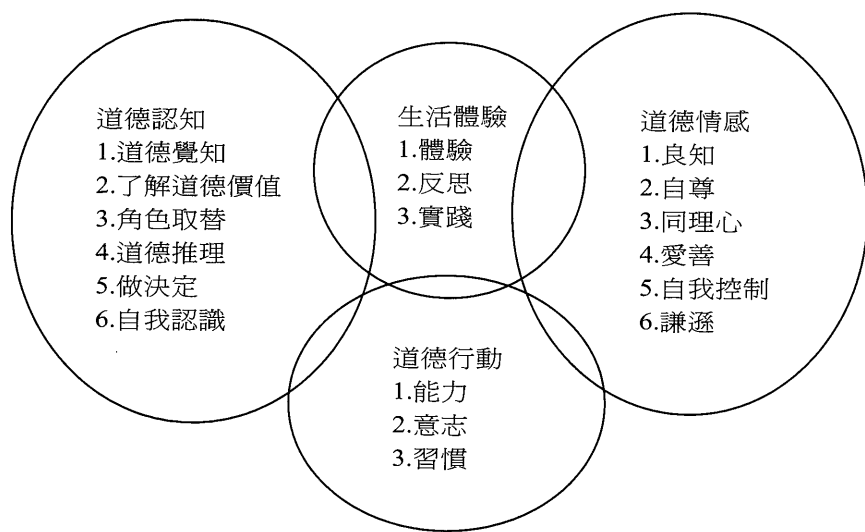 道德認知
1.道德覺知
2.了解道德價值
3.角色取替
4.道德推理
5.做決定
6.自我認識
生活體驗
1.體驗
2.反思
3.實踐
道德情感
1.良知
2.自尊
3.同理心
4.愛善
5.自我控制
6.謙遜
道德行動
1.能力
2.意志
3.習慣